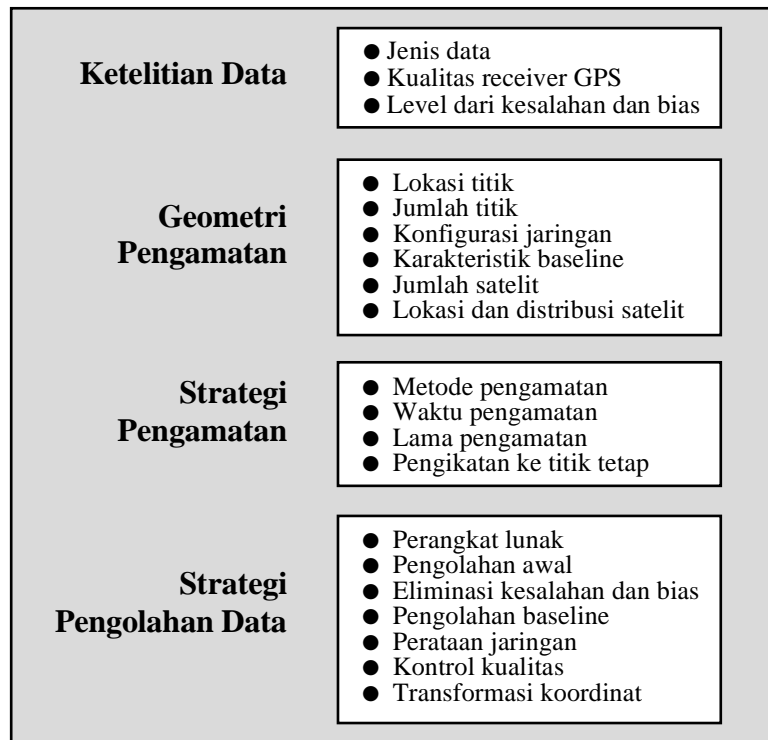 Ketelitian Data
● Jenis data
● Kualitas receiver GPS
● Level dari kesalahan dan bias
Geometri
Pengamatan
● Lokasi titik
● Jumlah titik
● Konfigurasi jaringan
● Karakteristik baseline
● Jumlah satelit
● Lokasi dan distribusi satelit
Strategi
Pengamatan
● Metode pengamatan
● Waktu pengamatan
● Lama pengamatan
● Pengikatan ke titik tetap
Strategi
Pengolahan Data
● Perangkat lunak
● Pengolahan awal
● Eliminasi kesalahan dan bias
● Pengolahan baseline
● Perataan jaringan
● Kontrol kualitas
● Transformasi koordinat